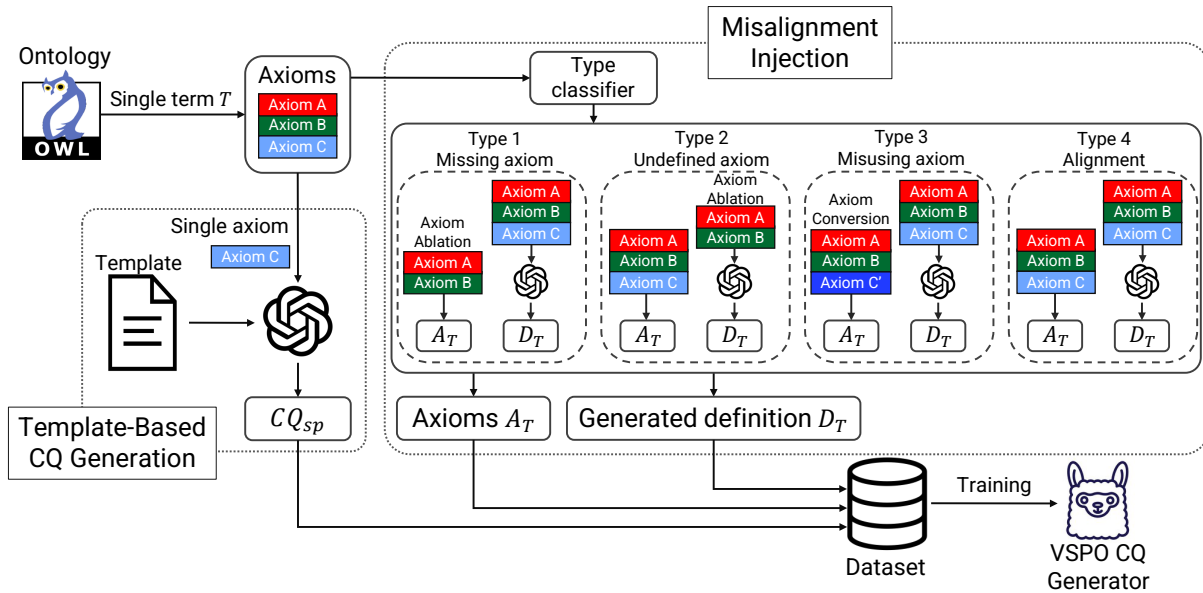 Misalignment
Injection
Ontology
OWL
Single term T
Axioms
Axiom A
Axiom B
Axiom C
Type
classifier
Type 1
Missing axiom
Axiom
Ablation
Axiom A
Axiom B
A_T
Axiom A
Axiom B
Axiom C
D_T
Type 2
Undefined axiom
Axiom A
Axiom B
Axiom C
A_T
Axiom
Ablation
Axiom A
Axiom B
D_T
Type 3
Misusing axiom
Axiom
Conversion
Axiom A
Axiom B
Axiom C'
A_T
Axiom A
Axiom B
Axiom C
D_T
Type 4
Alignment
Axiom A
Axiom B
Axiom C
A_T
Axiom A
Axiom B
Axiom C
D_T
Single axiom
Axiom C
Template
CQ_sp
Template-Based
CQ Generation
Axioms A_T
Generated definition D_T
Dataset
Training
VSPO CQ
Generator